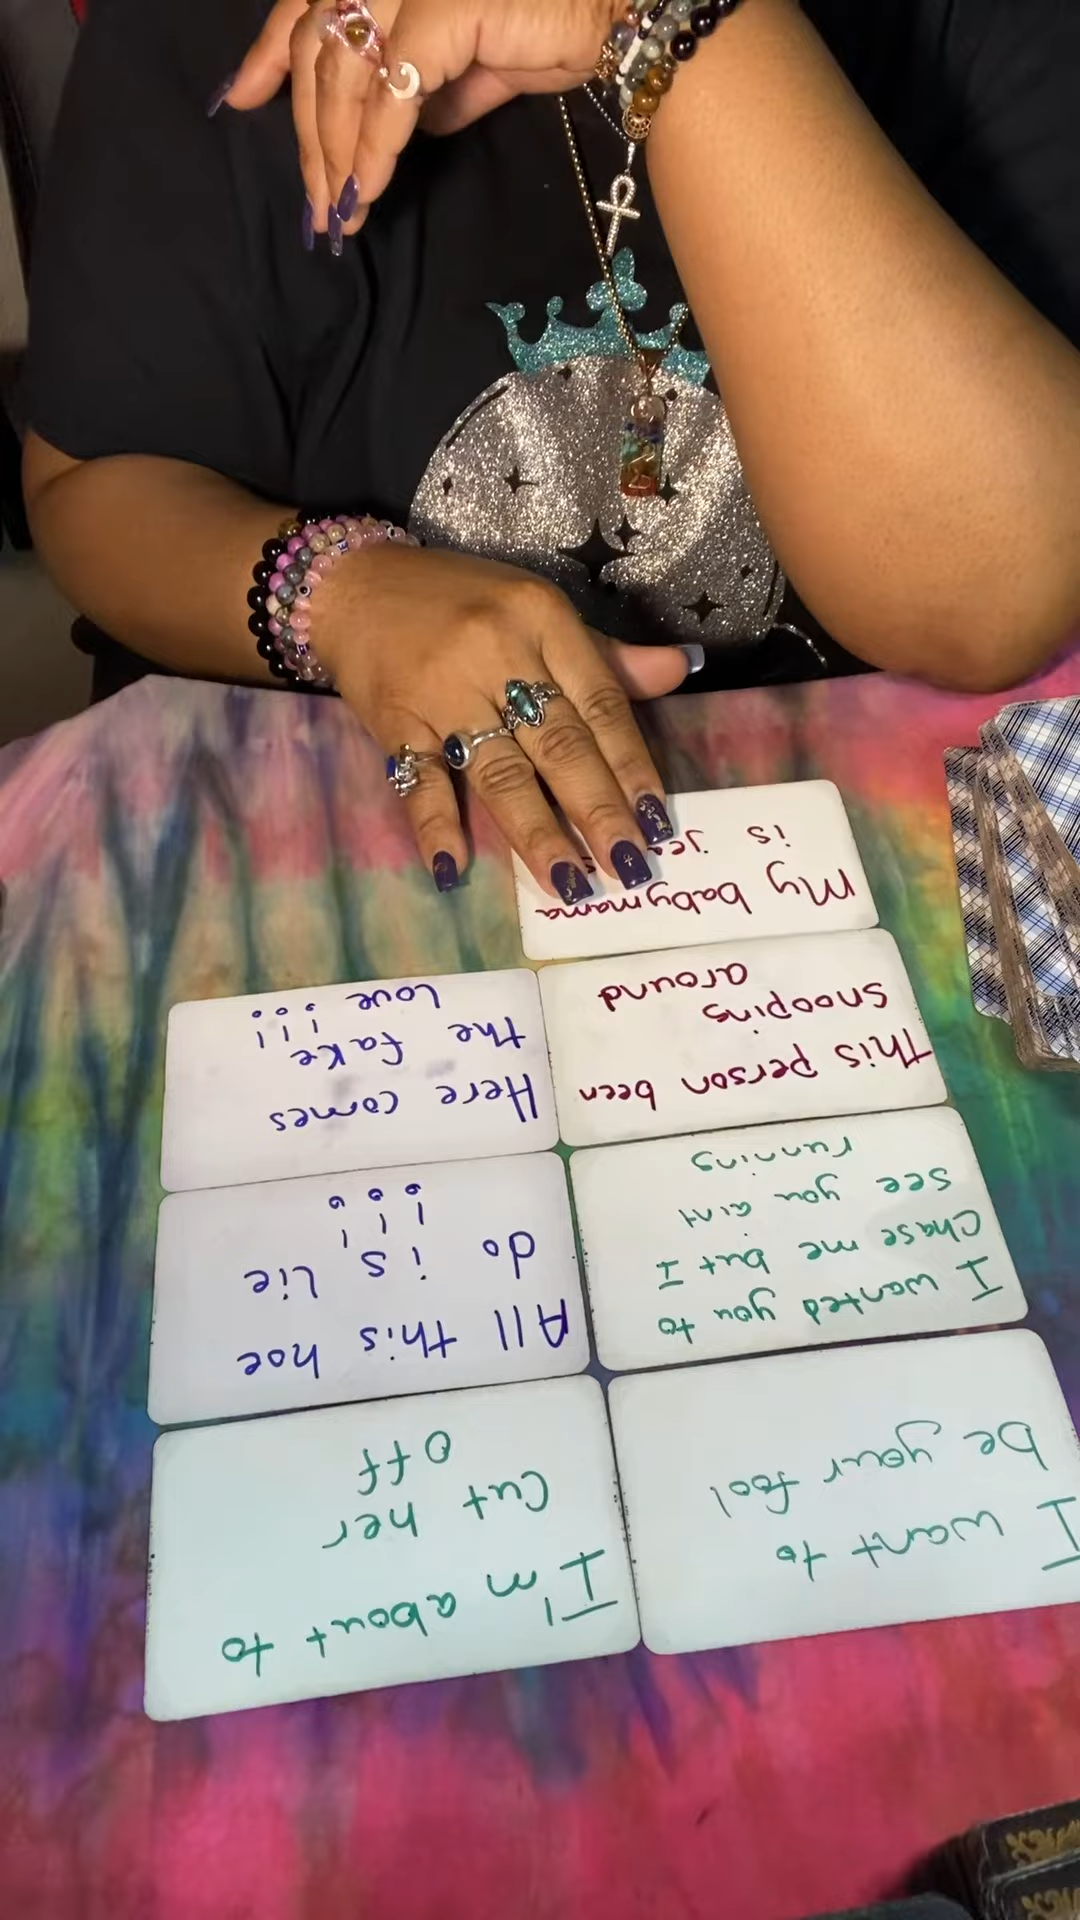 I want to
be your fool
I'm about to
Cut her
off
I wanted you to
Chase me but I
see you aint
running
All this hoe
do is Lie
!!!
This person been
snooping
around
Here comes
the fake
Love !!!
My babymama
is